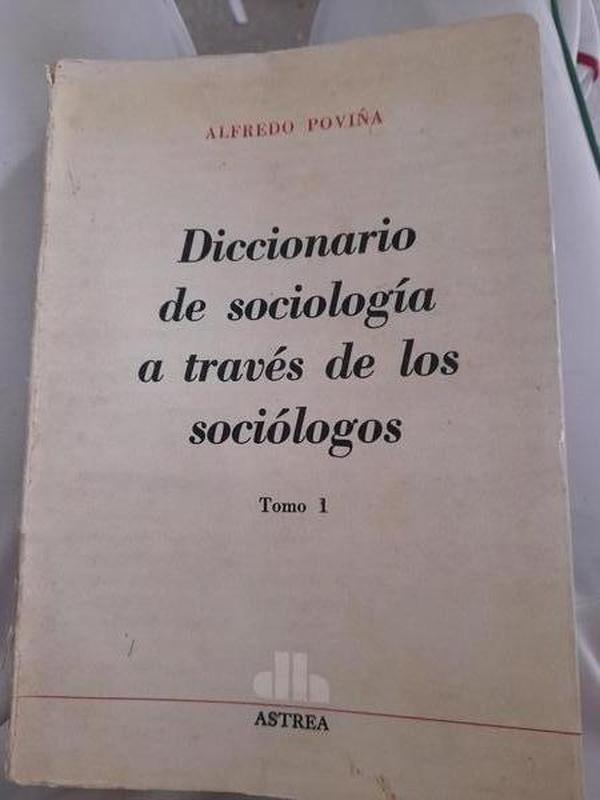 ALFREDO POVIÑA
Diccionario
de sociología
a través de los
sociólogos
Tomo 1
ASTREA